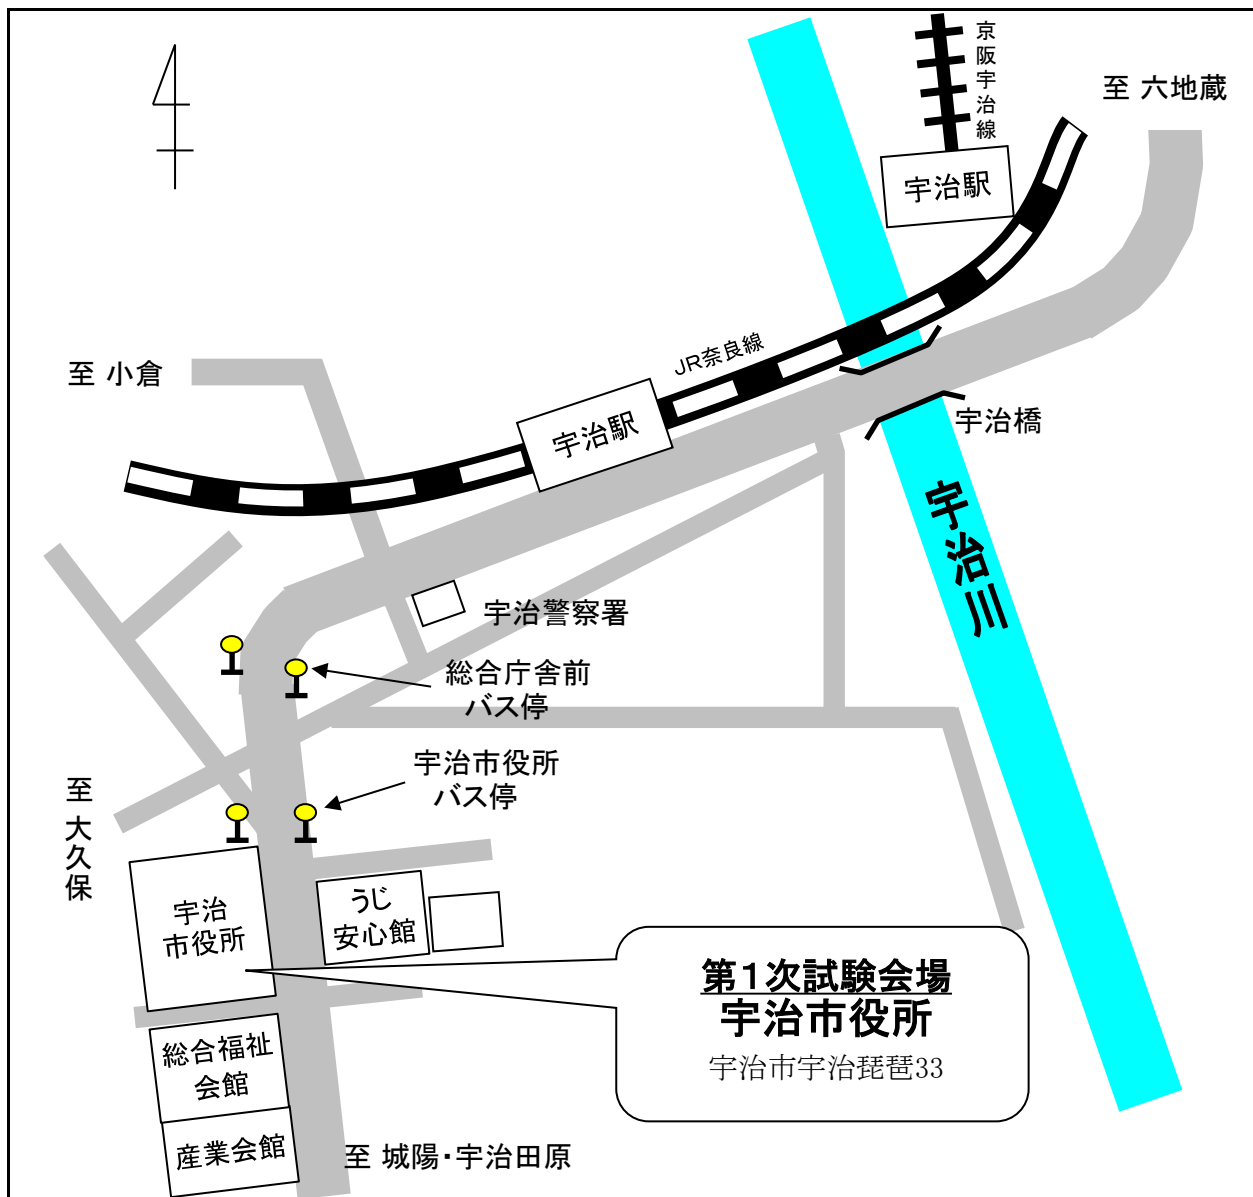 京阪宇治線
至 六地蔵
宇治駅
JR奈良線
至 小倉
宇治駅
宇治橋
宇治川
宇治警察署
総合庁舎前
バス停
宇治市役所
バス停
至 大久保
宇治
市役所
うじ
安心館
第1次試験会場
宇治市役所
宇治市宇治琵琶33
総合福祉
会館
産業会館
至 城陽・宇治田原